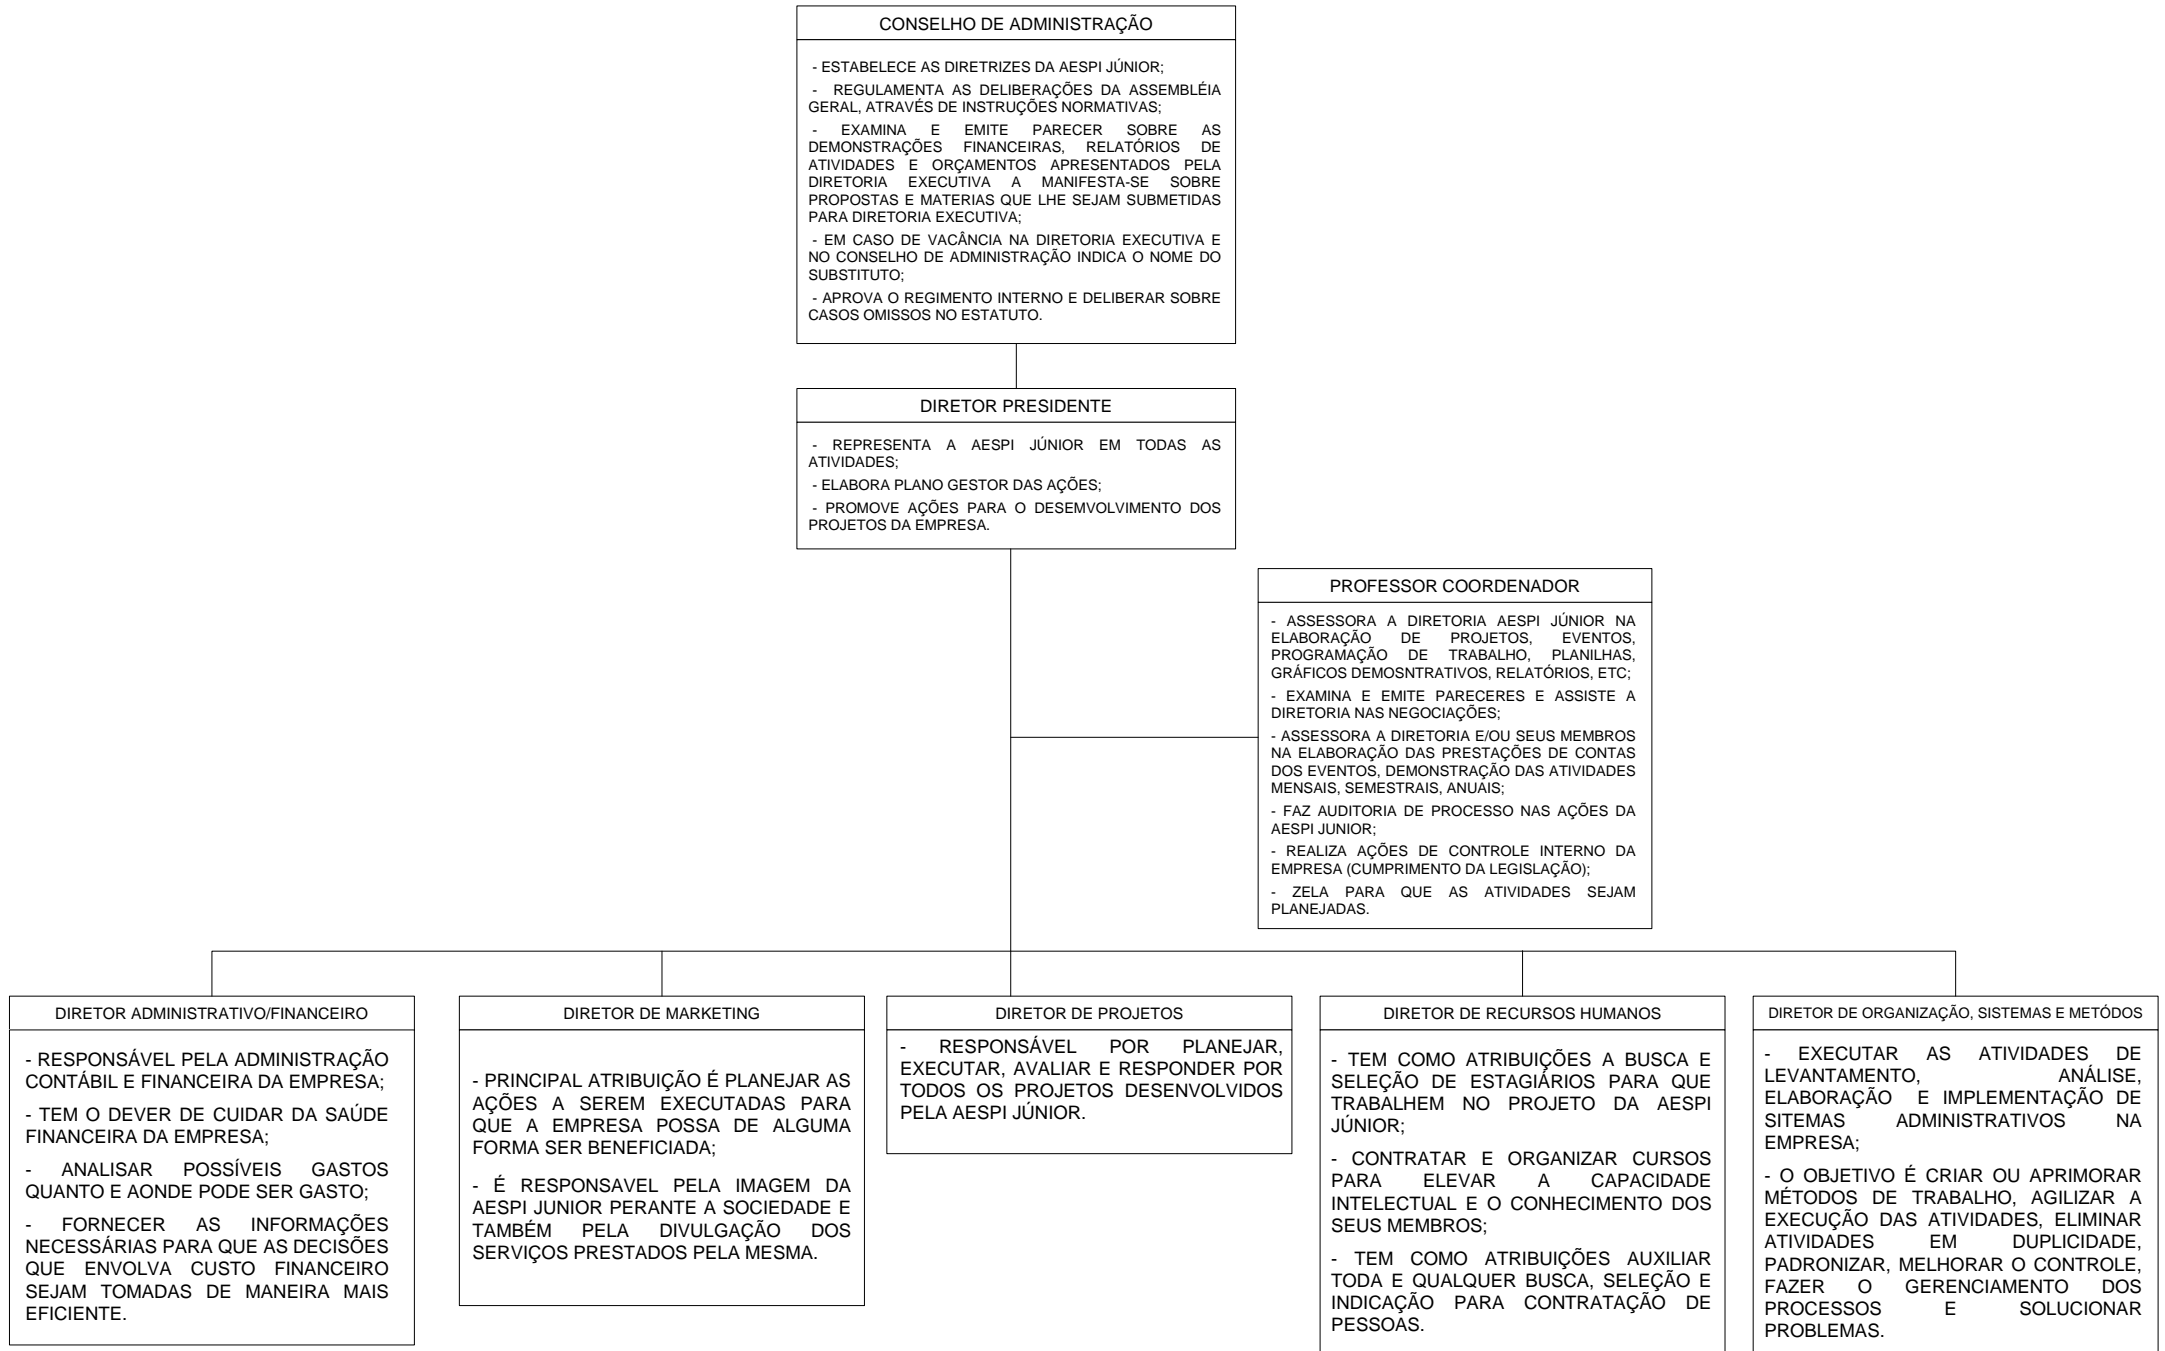 CONSELHO DE ADMINISTRAÇÃO
- ESTABELECE AS DIRETRIZES DA AESPI JÚNIOR;
- REGULAMENTA AS DELIBERAÇÕES DA ASSEMBLÉIA
GERAL, ATRAVÉS DE INSTRUÇÕES NORMATIVAS;
- EXAMINA E EMITE PARECER SOBRE AS
DEMONSTRAÇÕES FINANCEIRAS, RELATÓRIOS DE
ATIVIDADES E ORÇAMENTOS APRESENTADOS PELA
DIRETORIA EXECUTIVA A MANIFESTA-SE SOBRE
PROPOSTAS E MATERIAS QUE LHE SEJAM SUBMETIDAS
PARA DIRETORIA EXECUTIVA;
- EM CASO DE VACÂNCIA NA DIRETORIA EXECUTIVA E
NO CONSELHO DE ADMINISTRAÇÃO INDICA O NOME DO
SUBSTITUTO;
- APROVA O REGIMENTO INTERNO E DELIBERAR SOBRE
CASOS OMISSOS NO ESTATUTO.
DIRETOR PRESIDENTE
- REPRESENTA A AESPI JÚNIOR EM TODAS AS
ATIVIDADES;
- ELABORA PLANO GESTOR DAS AÇÕES;
- PROMOVE AÇÕES PARA O DESEMVOLVIMENTO DOS
PROJETOS DA EMPRESA.
PROFESSOR COORDENADOR
- ASSESSORA A DIRETORIA AESPI JÚNIOR NA
ELABORAÇÃO DE PROJETOS, EVENTOS,
PROGRAMAÇÃO DE TRABALHO, PLANILHAS,
GRÁFICOS DEMOSNTRATIVOS, RELATÓRIOS, ETC;
- EXAMINA E EMITE PARECERES E ASSISTE A
DIRETORIA NAS NEGOCIAÇÕES;
- ASSESSORA A DIRETORIA E/OU SEUS MEMBROS
NA ELABORAÇÃO DAS PRESTAÇÕES DE CONTAS
DOS EVENTOS, DEMONSTRAÇÃO DAS ATIVIDADES
MENSAIS, SEMESTRAIS, ANUAIS;
- FAZ AUDITORIA DE PROCESSO NAS AÇÕES DA
AESPI JUNIOR;
- REALIZA AÇÕES DE CONTROLE INTERNO DA
EMPRESA (CUMPRIMENTO DA LEGISLAÇÃO);
- ZELA PARA QUE AS ATIVIDADES SEJAM
PLANEJADAS.
DIRETOR ADMINISTRATIVO/FINANCEIRO
- RESPONSÁVEL PELA ADMINISTRAÇÃO
CONTÁBIL E FINANCEIRA DA EMPRESA;
- TEM O DEVER DE CUIDAR DA SAÚDE
FINANCEIRA DA EMPRESA;
- ANALISAR POSSÍVEIS GASTOS
QUANTO E AONDE PODE SER GASTO;
- FORNECER AS INFORMAÇÕES
NECESSÁRIAS PARA QUE AS DECISÕES
QUE ENVOLVA CUSTO FINANCEIRO
SEJAM TOMADAS DE MANEIRA MAIS
EFICIENTE.
DIRETOR DE MARKETING
- PRINCIPAL ATRIBUIÇÃO É PLANEJAR AS
AÇÕES A SEREM EXECUTADAS PARA
QUE A EMPRESA POSSA DE ALGUMA
FORMA SER BENEFICIADA;
- É RESPONSAVEL PELA IMAGEM DA
AESPI JUNIOR PERANTE A SOCIEDADE E
TAMBÉM PELA DIVULGAÇÃO DOS
SERVIÇOS PRESTADOS PELA MESMA.
DIRETOR DE PROJETOS
- RESPONSÁVEL POR PLANEJAR,
EXECUTAR, AVALIAR E RESPONDER POR
TODOS OS PROJETOS DESENVOLVIDOS
PELA AESPI JÚNIOR.
DIRETOR DE RECURSOS HUMANOS
- TEM COMO ATRIBUIÇÕES A BUSCA E
SELEÇÃO DE ESTAGIÁRIOS PARA QUE
TRABALHEM NO PROJETO DA AESPI
JÚNIOR;
- CONTRATAR E ORGANIZAR CURSOS
PARA ELEVAR A CAPACIDADE
INTELECTUAL E O CONHECIMENTO DOS
SEUS MEMBROS;
- TEM COMO ATRIBUIÇÕES AUXILIAR
TODA E QUALQUER BUSCA, SELEÇÃO E
INDICAÇÃO PARA CONTRATAÇÃO DE
PESSOAS.
DIRETOR DE ORGANIZAÇÃO, SISTEMAS E METÓDOS
- EXECUTAR AS ATIVIDADES DE
LEVANTAMENTO, ANÁLISE,
ELABORAÇÃO E IMPLEMENTAÇÃO DE
SITEMAS ADMINISTRATIVOS NA
EMPRESA;
- O OBJETIVO É CRIAR OU APRIMORAR
MÉTODOS DE TRABALHO, AGILIZAR A
EXECUÇÃO DAS ATIVIDADES, ELIMINAR
ATIVIDADES EM DUPLICIDADE,
PADRONIZAR, MELHORAR O CONTROLE,
FAZER O GERENCIAMENTO DOS
PROCESSOS E SOLUCIONAR
PROBLEMAS.